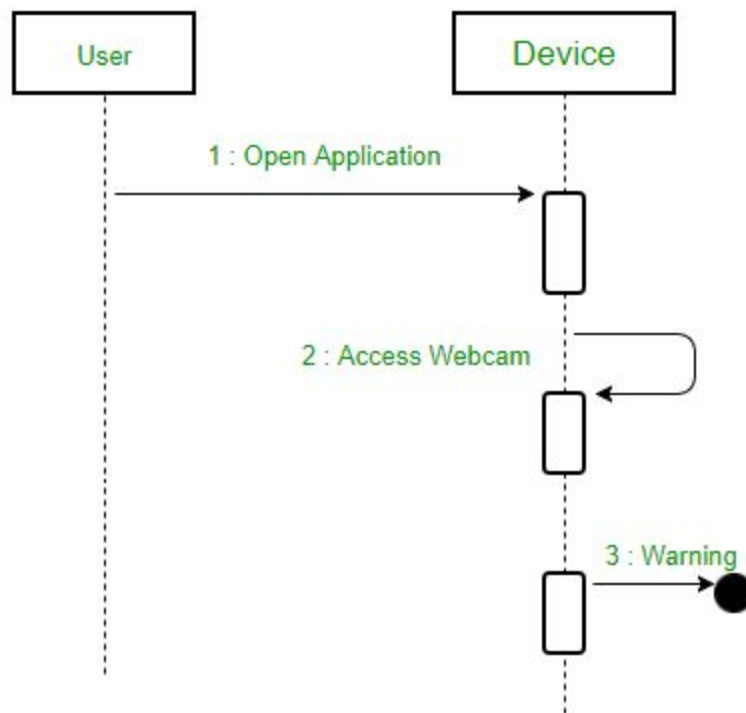 User
Device
1 : Open Application
2 : Access Webcam
3 : Warning